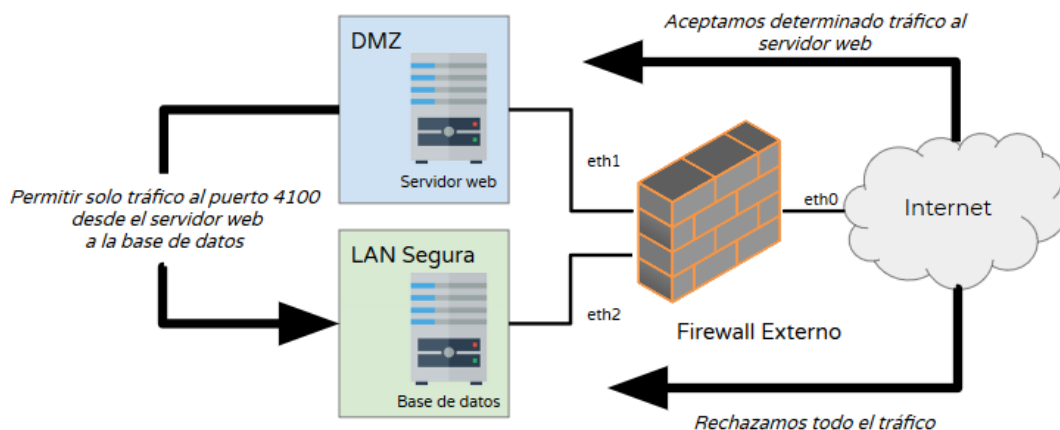 Aceptamos determinado tráfico al
servidor web
DMZ
Servidor web
eth1
Permitir solo tráfico al puerto 4100
desde el servidor web
a la base de datos
eth0
Internet
LAN Segura
Base de datos
eth2
Firewall Externo
Rechazamos todo el tráfico